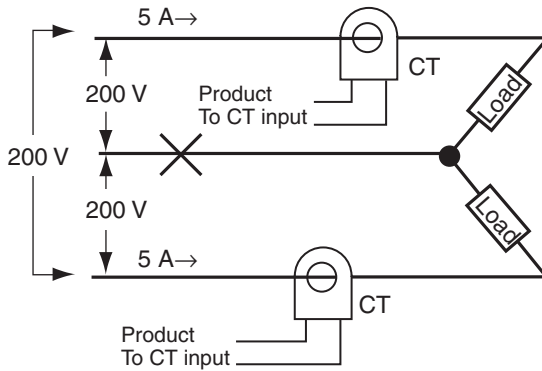 5 A→
CT
200 V
Product
To CT input
Load
200 V
200 V
Load
5 A→
CT
Product
To CT input